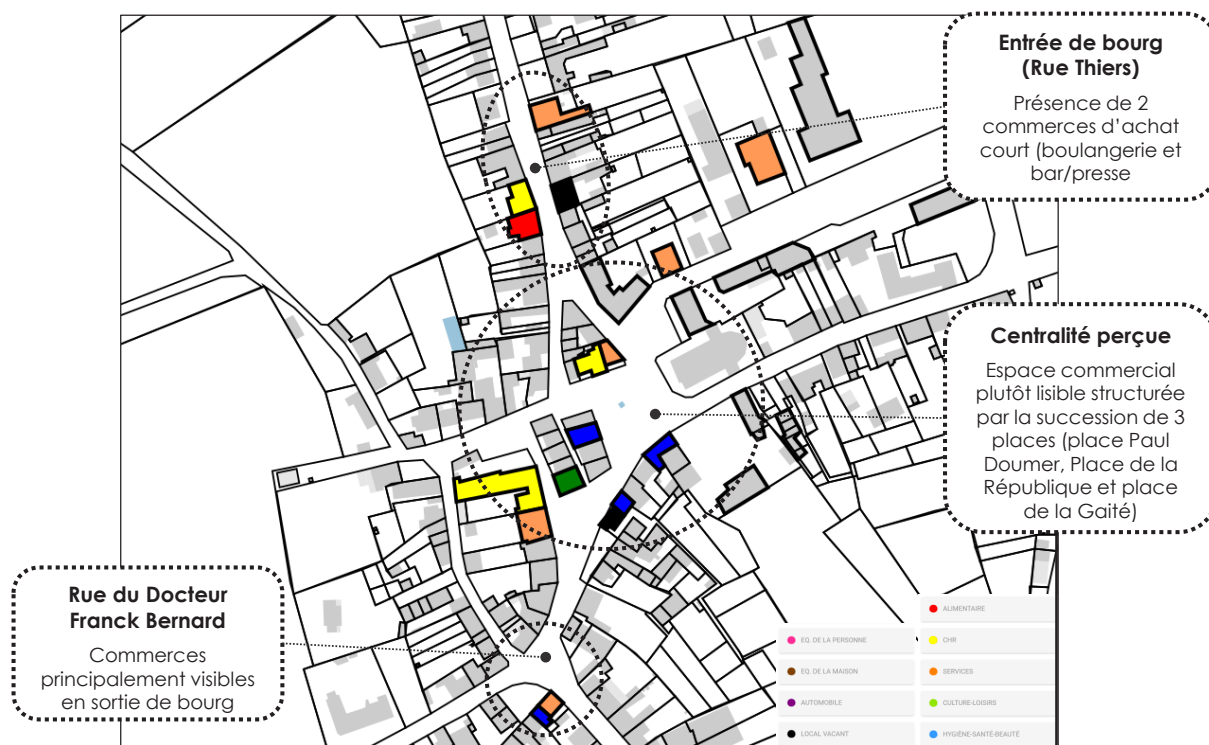 Entrée de bourg
(Rue Thiers)
Présence de 2
commerces d'achat
court (boulangerie et
bar/presse
Centralité perçue
Espace commercial
plutôt lisible structurée
par la succession de 3
places (place Paul
Doumer, Place de la
République et place
de la Gaité)
Rue du Docteur
Franck Bernard
Commerces
principalement visibles
en sortie de bourg
ALIMENTAIRE
EQ. DE LA PERSONNE
CHR
EQ. DE LA MAISON
SERVICES
AUTOMOBILE
CULTURE-LOISIRS
LOCAL VACANT
HYGIÈNE-SANTÉ-BEAUTÉ